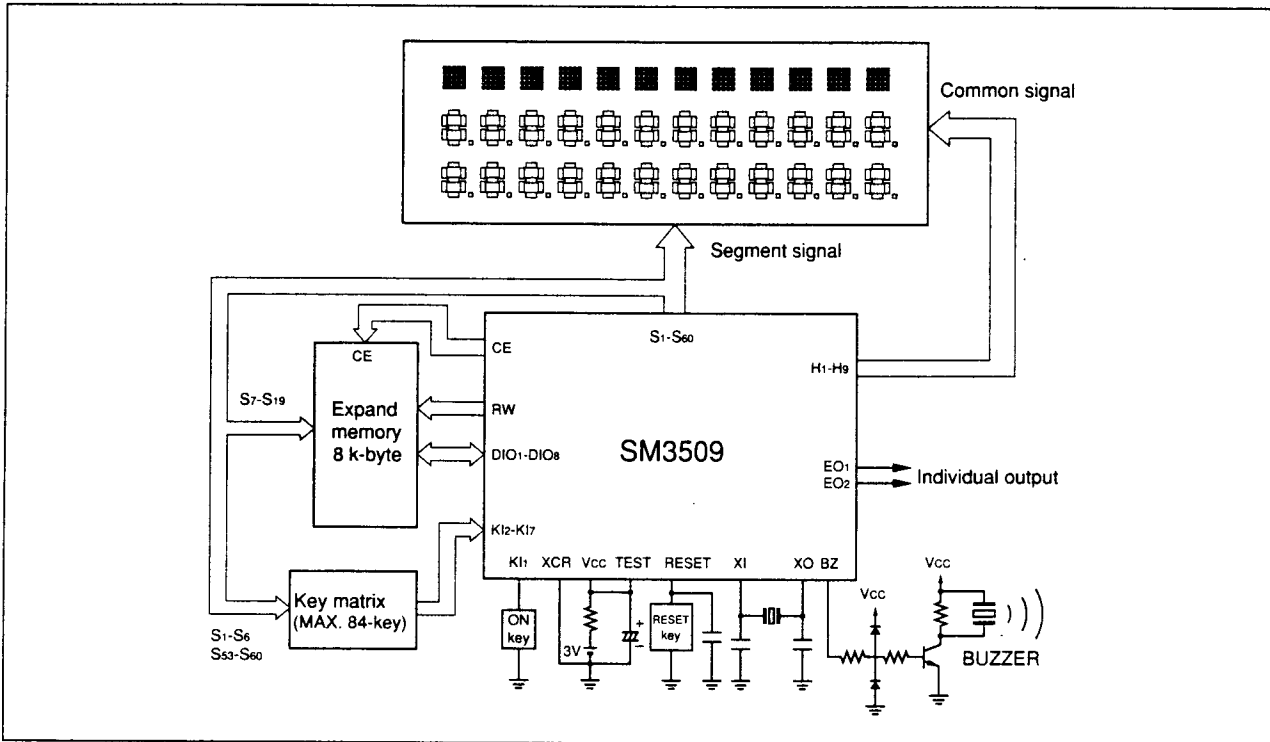 Common signal
Segment signal
S1-S60
CE
CE
H1-H9
S7-S19
Expand
memory
8 k-byte
RW
DIO1-DIO8
SM3509
EO1
EO2
Individual output
KI2-KI7
KI1
XCR
Vcc
TEST
RESET
XI
XO
BZ
Key matrix
(MAX. 84-key)
S1-S6
S53-S60
ON
key
3V
+
−
RESET
key
Vcc
Vcc
BUZZER